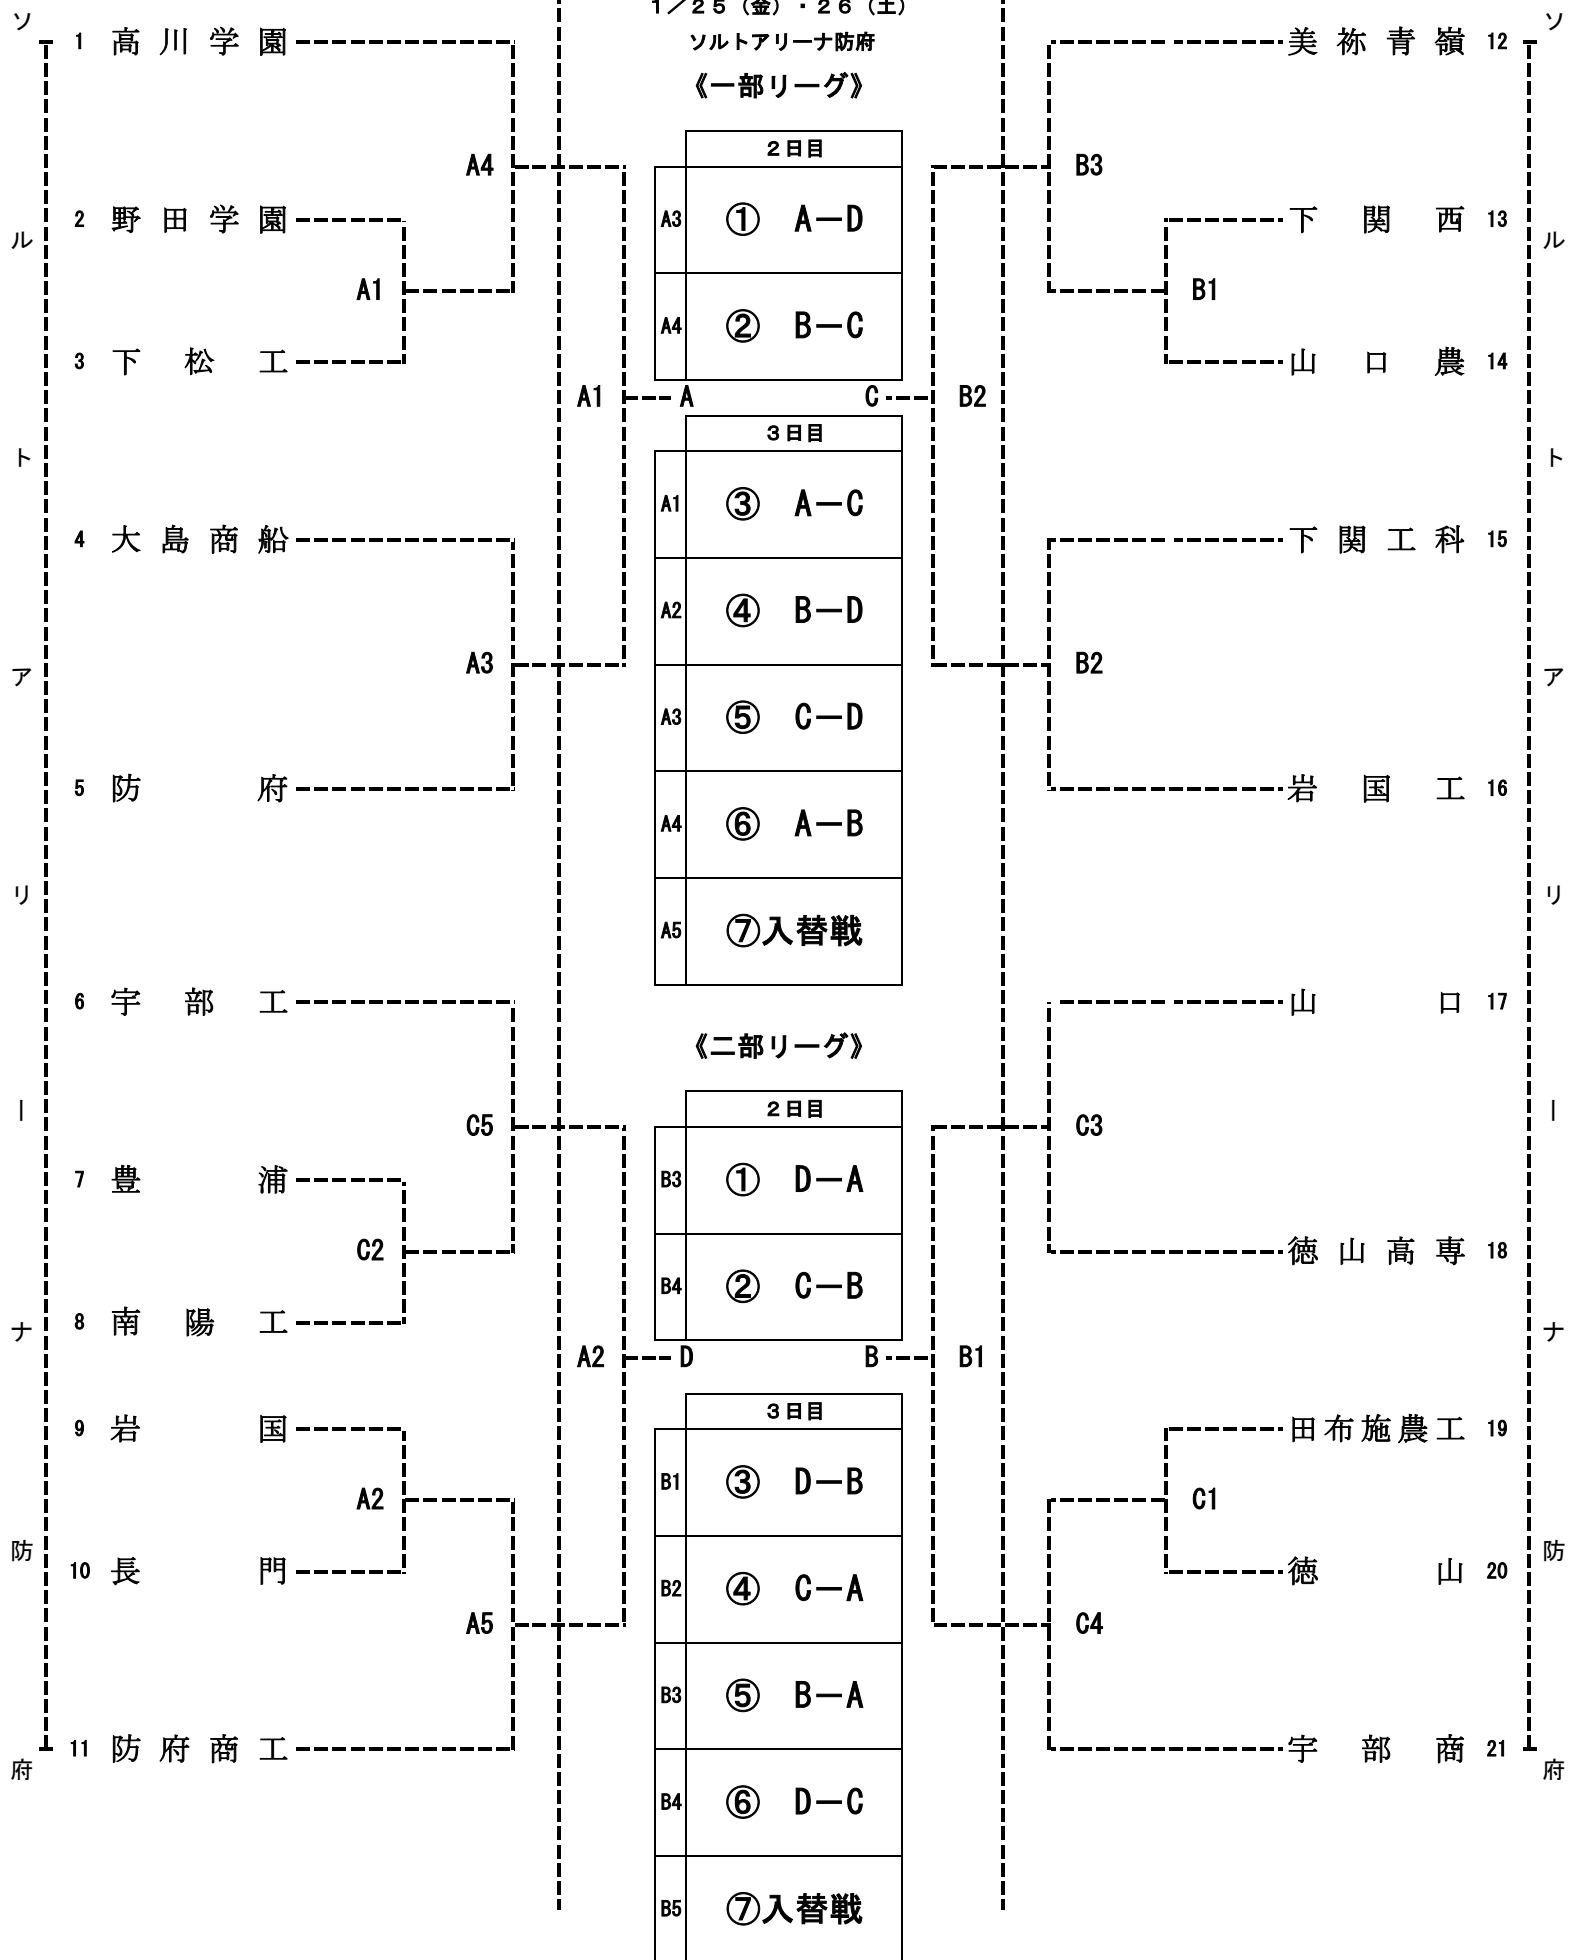 1／25（金）・26（土）
ソルトアリーナ防府
《一部リーグ》
ソルトアリーナ防府
1 高川学園
A4
2 野田学園
A1
3 下松工
A1
A
4 大島商船
A3
5 防府
6 宇部工
C5
7 豊浦
C2
8 南陽工
A2
D
9 岩国
A2
10 長門
A5
11 防府商工
2日目
A3 ① A－D
A4 ② B－C
3日目
A1 ③ A－C
A2 ④ B－D
A3 ⑤ C－D
A4 ⑥ A－B
A5 ⑦入替戦
《二部リーグ》
2日目
B3 ① D－A
B4 ② C－B
3日目
B1 ③ D－B
B2 ④ C－A
B3 ⑤ B－A
B4 ⑥ D－C
B5 ⑦入替戦
美祢青嶺 12
B3
下関西 13
B1
山口農 14
C
B2
下関工科 15
B2
岩国工 16
山口 17
C3
徳山高専 18
B
B1
田布施農工 19
C1
徳山 20
C4
宇部商 21
ソルトアリーナ防府